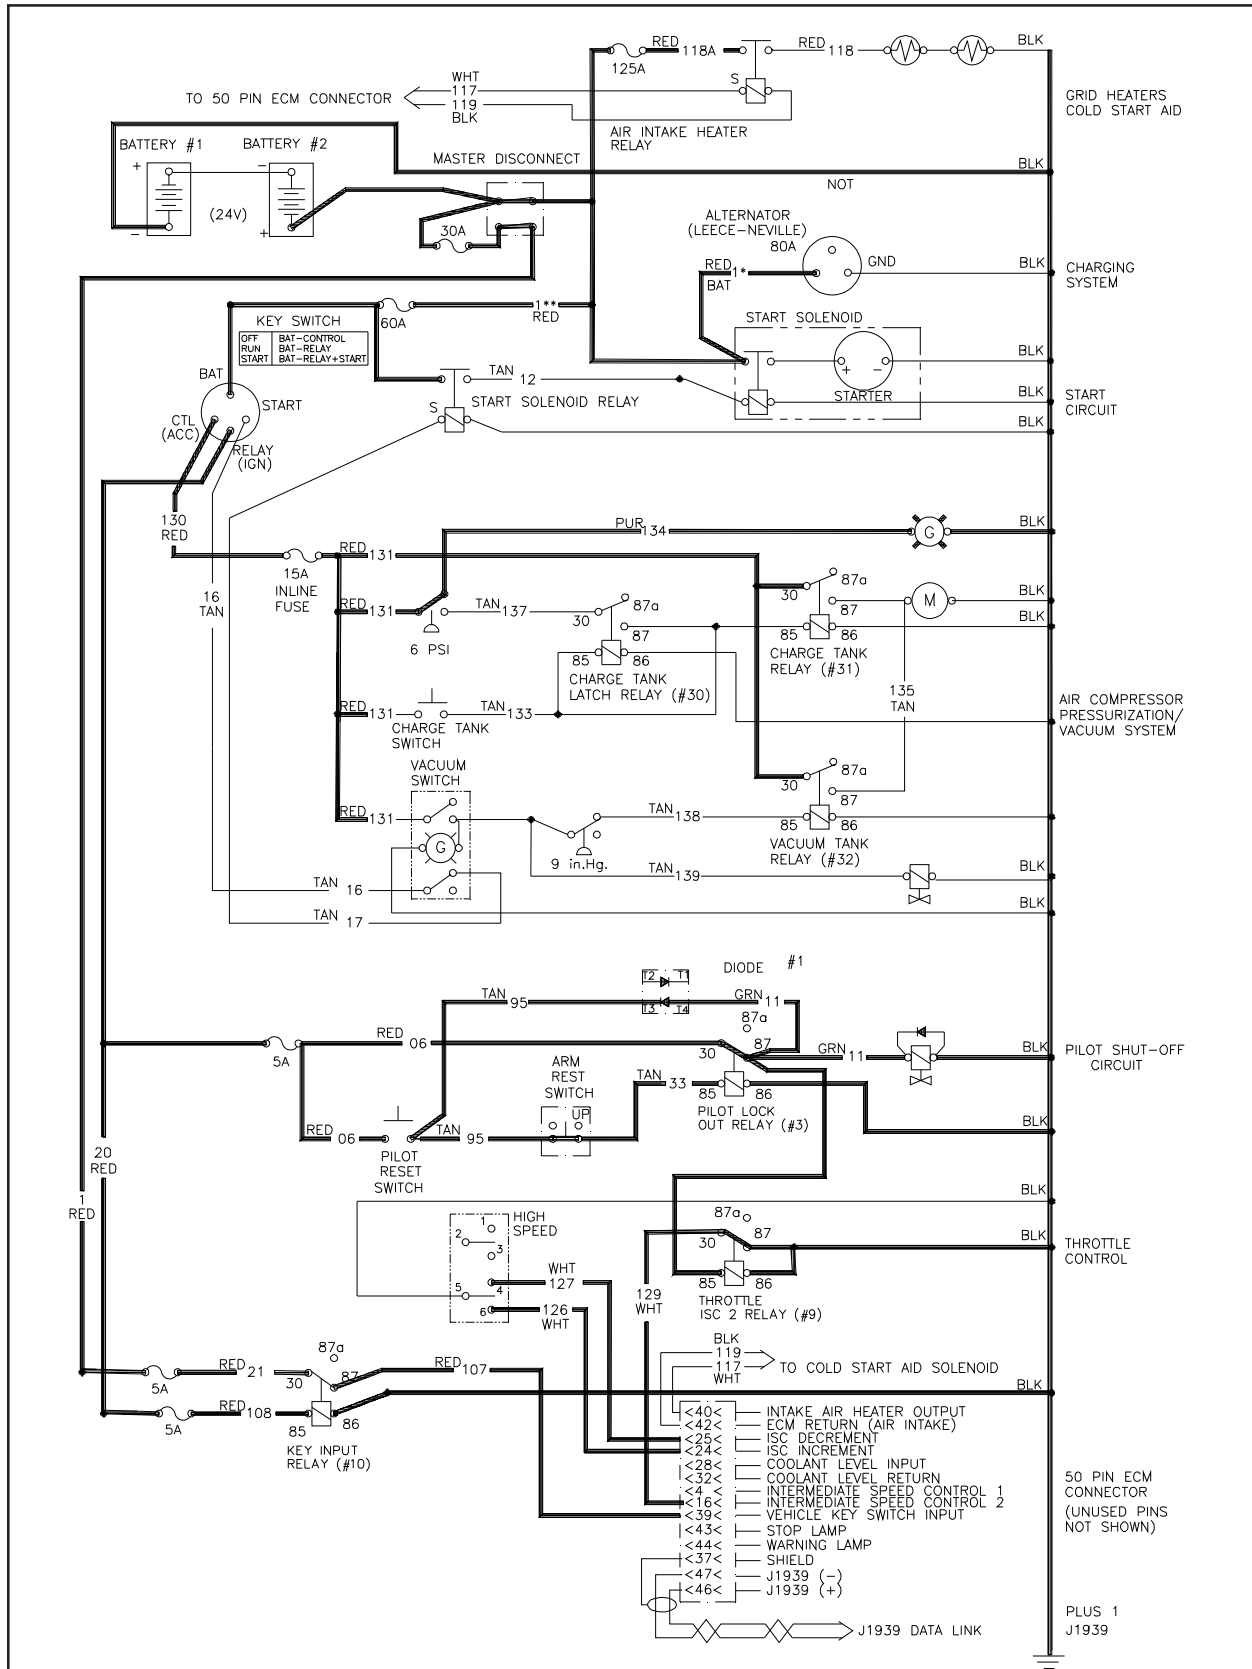 RED 118A
RED 118
BLK
125A
WHT
117
S
TO 50 PIN ECM CONNECTOR
119
BLK
GRID HEATERS
COLD START AID
AIR INTAKE HEATER
RELAY
BATTERY #1
BATTERY #2
MASTER DISCONNECT
BLK
+
-
NOT
(24V)
ALTERNATOR
(LEECE-NEVILLE)
80A
-
+
30A
GND
RED 1*
BAT
BLK
CHARGING
SYSTEM
1**
RED
60A
KEY SWITCH
START SOLENOID
OFF BAT-CONTROL
RUN BAT-RELAY
START BAT-RELAY+START
BLK
+
-
BAT
TAN
12
STARTER
START
S
START SOLENOID RELAY
BLK
START
CIRCUIT
CTL
(ACC)
BLK
RELAY
(IGN)
130
RED
PUR 134
G
BLK
RED 131
15A
INLINE
FUSE
87a
30
16
TAN
RED 131
TAN 137
87a
30
87
M
BLK
BLK
87
85
86
6 PSI
85
86
CHARGE TANK
RELAY (#31)
CHARGE TANK
LATCH RELAY (#30)
135
TAN
RED 131
TAN 133
CHARGE TANK
SWITCH
AIR COMPRESSOR
PRESSURIZATION/
VACUUM SYSTEM
VACUUM
SWITCH
87a
30
87
RED 131
TAN 138
85
86
BLK
G
9 in.Hg.
VACUUM TANK
RELAY (#32)
TAN 139
BLK
TAN 16
TAN 17
BLK
DIODE #1
T2 T1
T3 T4
TAN 95
GRN 11
87a
RED 06
30
87
5A
GRN 11
BLK
PILOT SHUT-OFF
CIRCUIT
ARM
REST
SWITCH
TAN 33
85
86
UP
PILOT LOCK
OUT RELAY (#3)
RED 06
TAN 95
BLK
PILOT
RESET
SWITCH
20
RED
1
RED
BLK
HIGH
SPEED
1
2
3
87a
30
87
BLK
THROTTLE
CONTROL
WHT
127
5
4
85
86
129
WHT
THROTTLE
ISC 2 RELAY (#9)
6
126
WHT
BLK
119
117
WHT
TO COLD START AID SOLENOID
87a
RED 21
30
87
RED 107
5A
BLK
RED 108
5A
85
86
KEY INPUT
RELAY (#10)
<40< INTAKE AIR HEATER OUTPUT
<42< ECM RETURN (AIR INTAKE)
<25< ISC DECREMENT
<24< ISC INCREMENT
<28< COOLANT LEVEL INPUT
<32< COOLANT LEVEL RETURN
<4< INTERMEDIATE SPEED CONTROL 1
<16< INTERMEDIATE SPEED CONTROL 2
<39< VEHICLE KEY SWITCH INPUT
<43< STOP LAMP
<44< WARNING LAMP
<37< SHIELD
<47< J1939 (-)
<46< J1939 (+)
50 PIN ECM
CONNECTOR
(UNUSED PINS
NOT SHOWN)
J1939 DATA LINK
PLUS 1
J1939